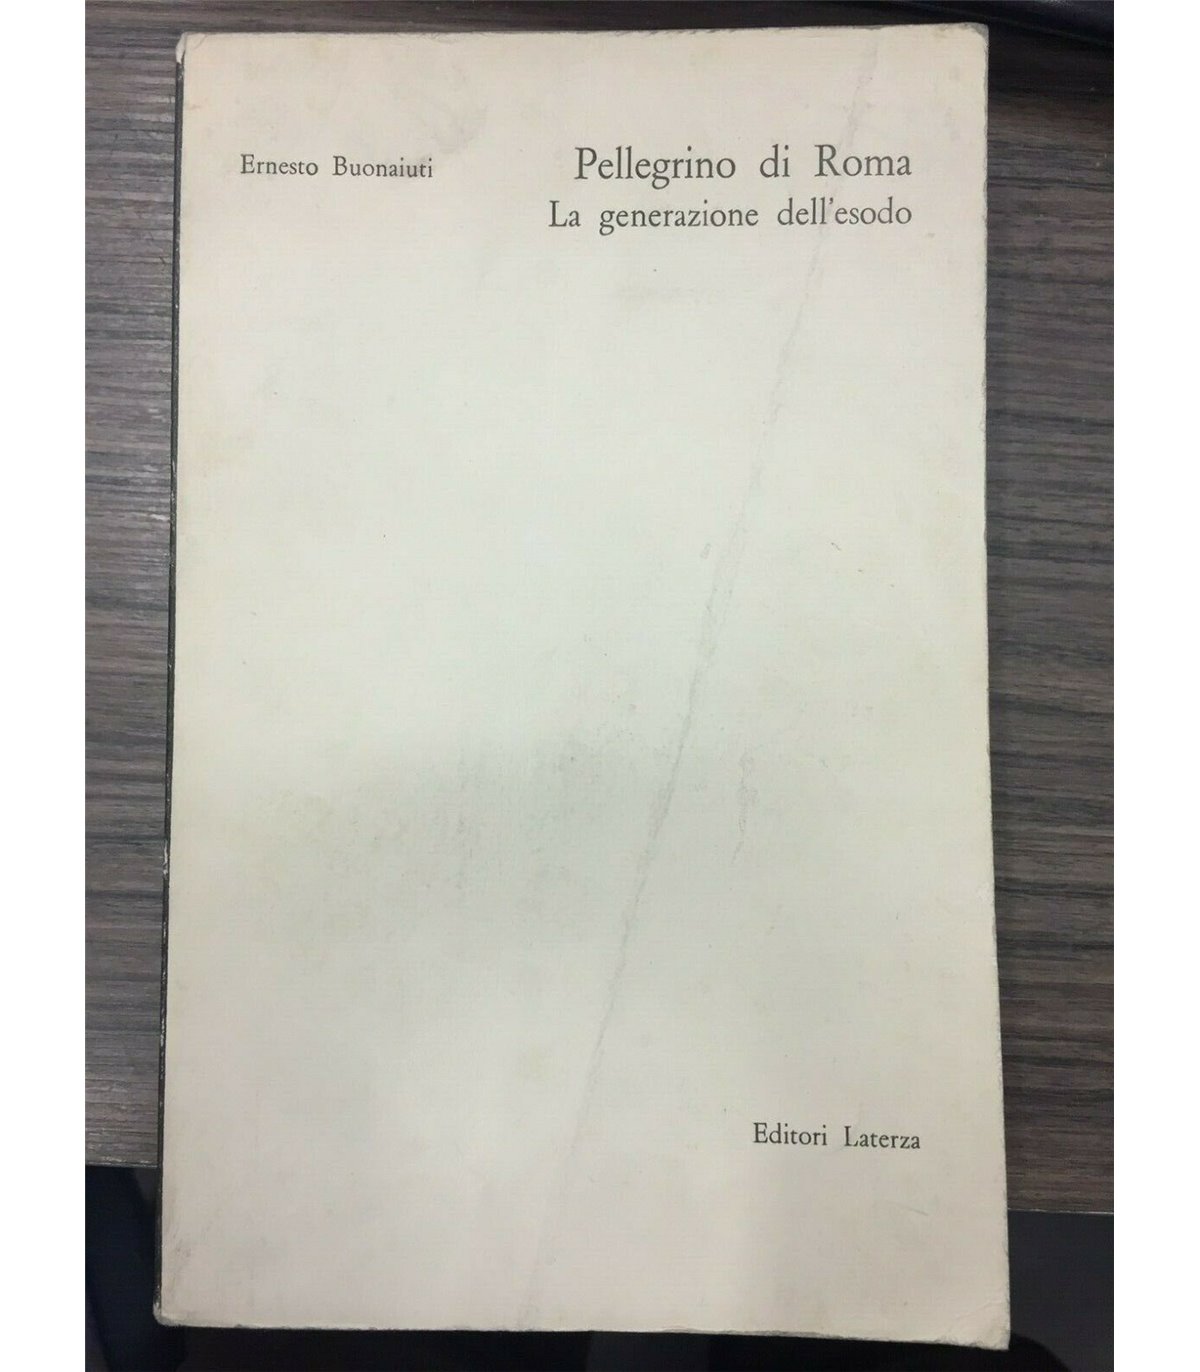 Ernesto Buonaiuti
Pellegrino di Roma
La generazione dell'esodo
Editori Laterza